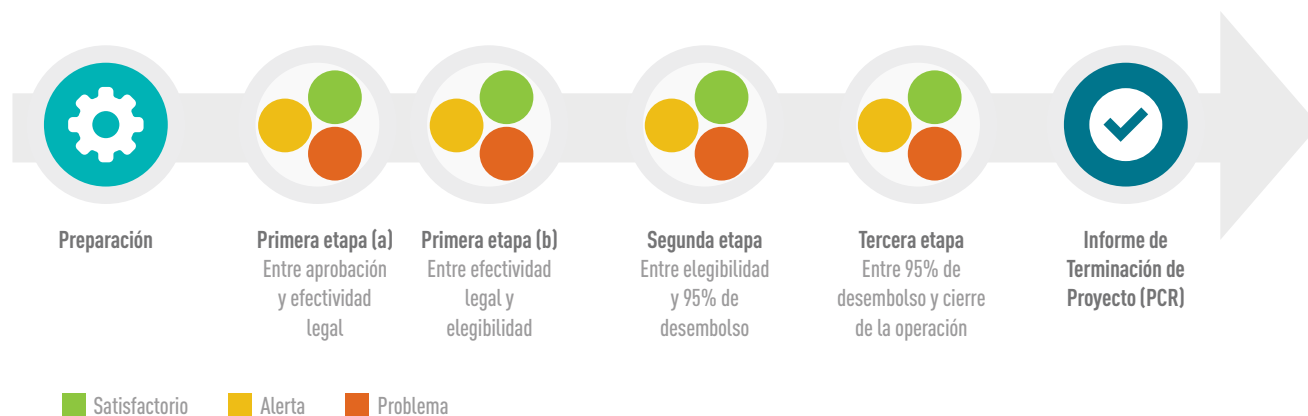 Preparación
Primera etapa (a)
Entre aprobación
y efectividad
legal
Primera etapa (b)
Entre efectividad
legal y
elegibilidad
Segunda etapa
Entre elegibilidad
y 95% de
desembolso
Tercera etapa
Entre 95% de
desembolso y cierre
de la operación
Informe de
Terminación de
Proyecto (PCR)
Satisfactorio
Alerta
Problema